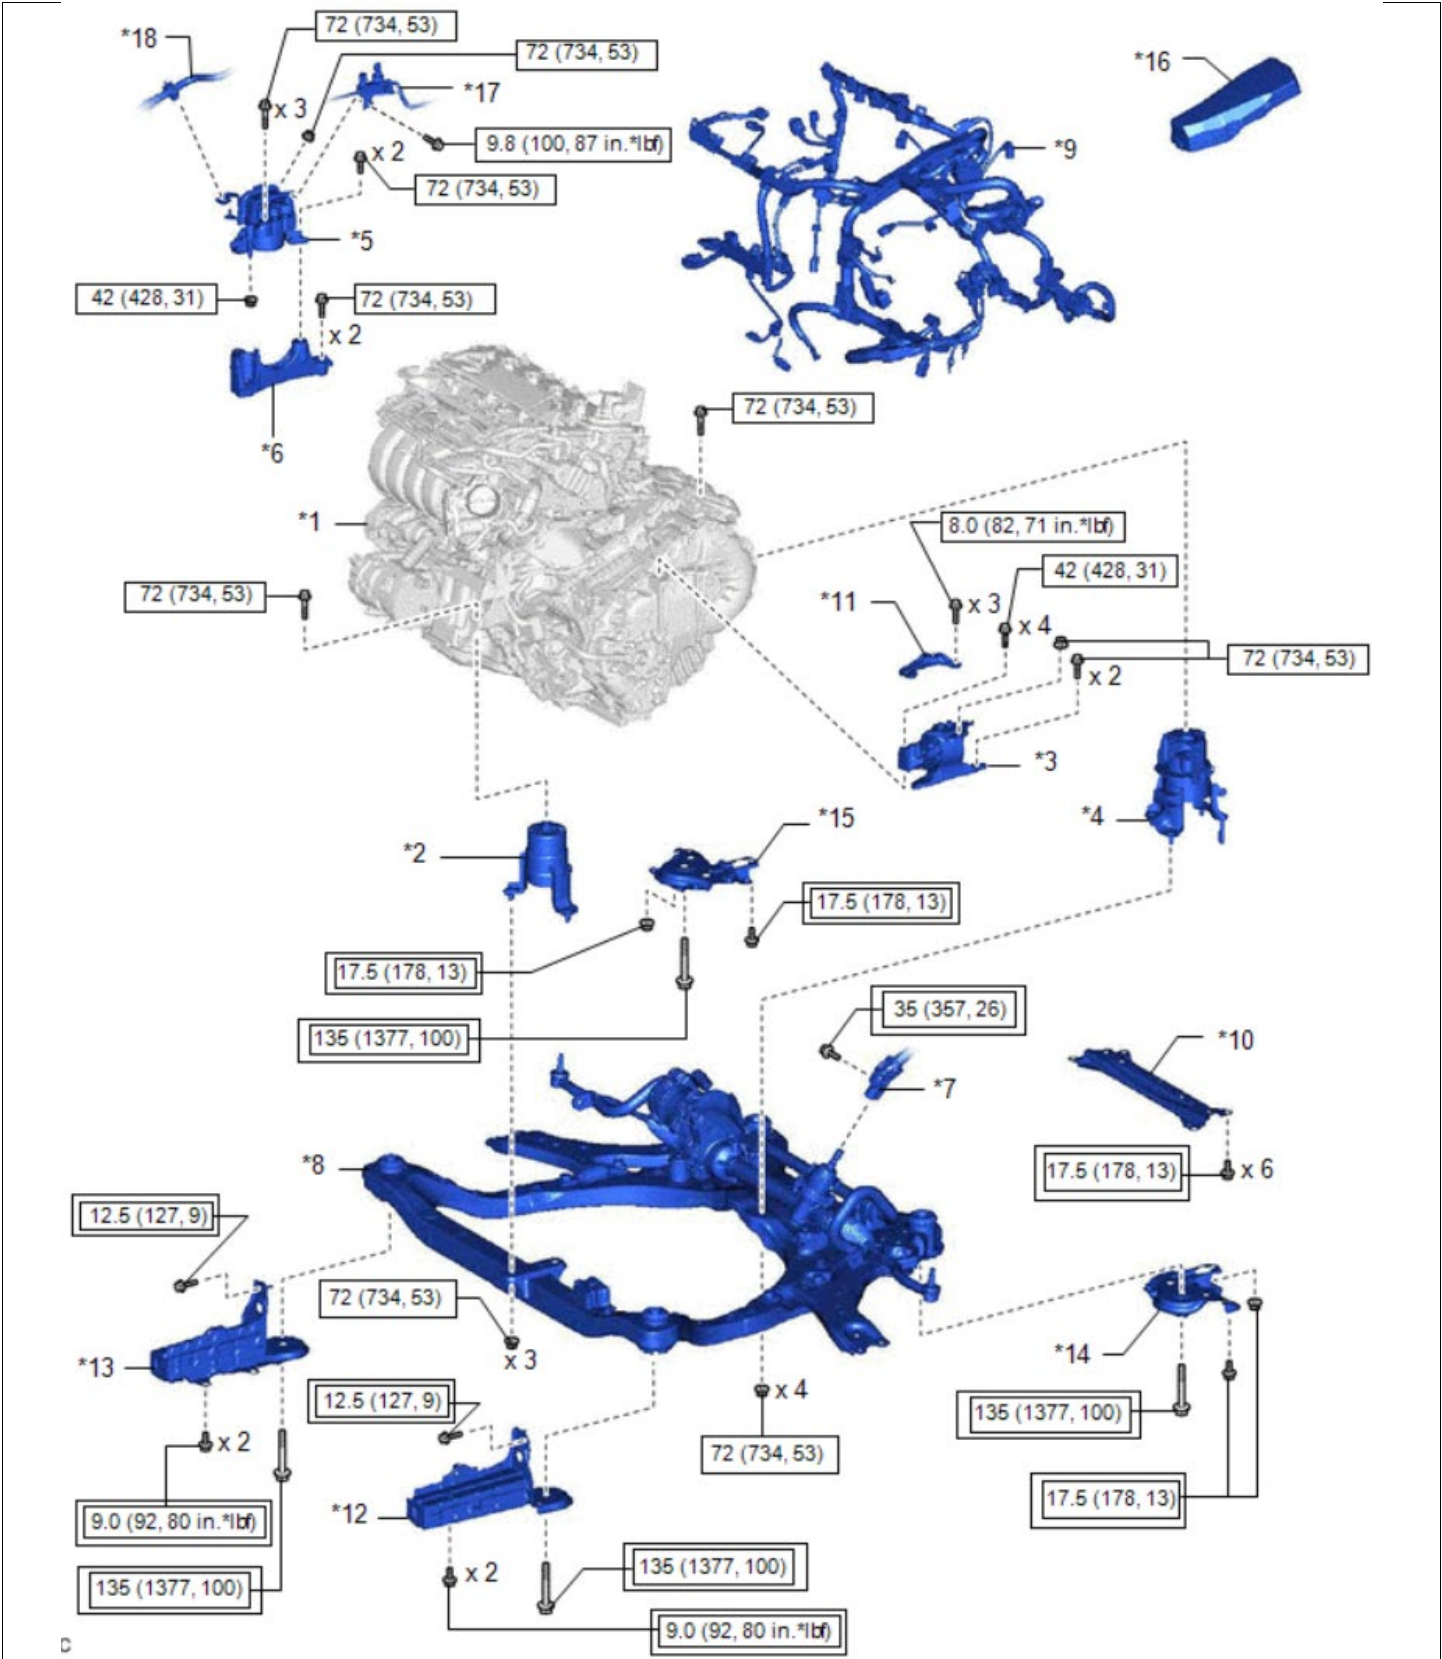 72 (734, 53)
*18
72 (734, 53)
*16
*17
x 3
9.8 (100, 87 in.*lbf)
x 2
*9
72 (734, 53)
*5
42 (428, 31)
72 (734, 53)
x 2
72 (734, 53)
*6
*1
8.0 (82, 71 in.*lbf)
42 (428, 31)
72 (734, 53)
*11
x 3
x 4
72 (734, 53)
x 2
*3
*15
*4
*2
17.5 (178, 13)
17.5 (178, 13)
35 (357, 26)
135 (1377, 100)
*10
*7
*8
17.5 (178, 13)
x 6
12.5 (127, 9)
72 (734, 53)
*14
x 3
*13
x 4
12.5 (127, 9)
135 (1377, 100)
x 2
72 (734, 53)
17.5 (178, 13)
*12
9.0 (92, 80 in.*lbf)
x 2
135 (1377, 100)
135 (1377, 100)
9.0 (92, 80 in.*lbf)
c